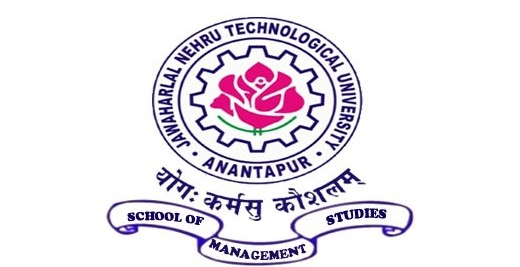 JAWAHARLAL NEHRU TECHNOLOGICAL UNIVERSITY
· ANANTAPUR ·
योगः कर्मसु कौशलम्
SCHOOL OF MANAGEMENT STUDIES